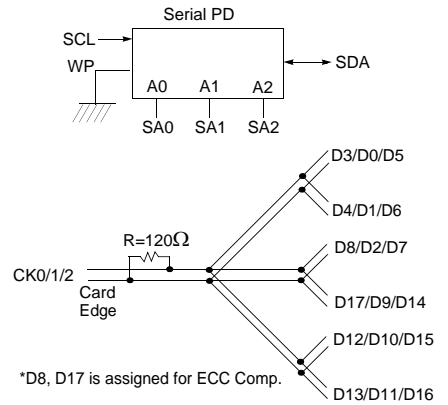 Serial PD
SCL
WP
SDA
A0 A1 A2
SA0 SA1 SA2
D3/D0/D5
D4/D1/D6
R=120Ω
D8/D2/D7
CK0/1/2
Card
Edge
D17/D9/D14
D12/D10/D15
*D8, D17 is assigned for ECC Comp.
D13/D11/D16